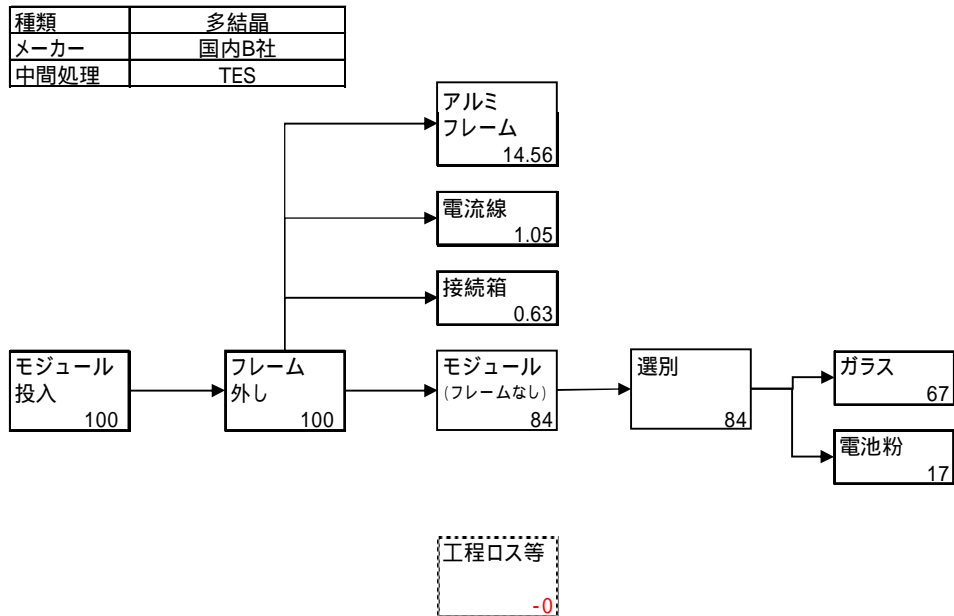 種類 多結晶
メーカー 国内B社
中間処理 TES
アルミ
フレーム
14.56
電流線
1.05
接続箱
0.63
モジュール
投入
100
フレーム
外し
100
モジュール
(フレームなし)
84
選別
84
ガラス
67
電池粉
17
工程ロス等
-0